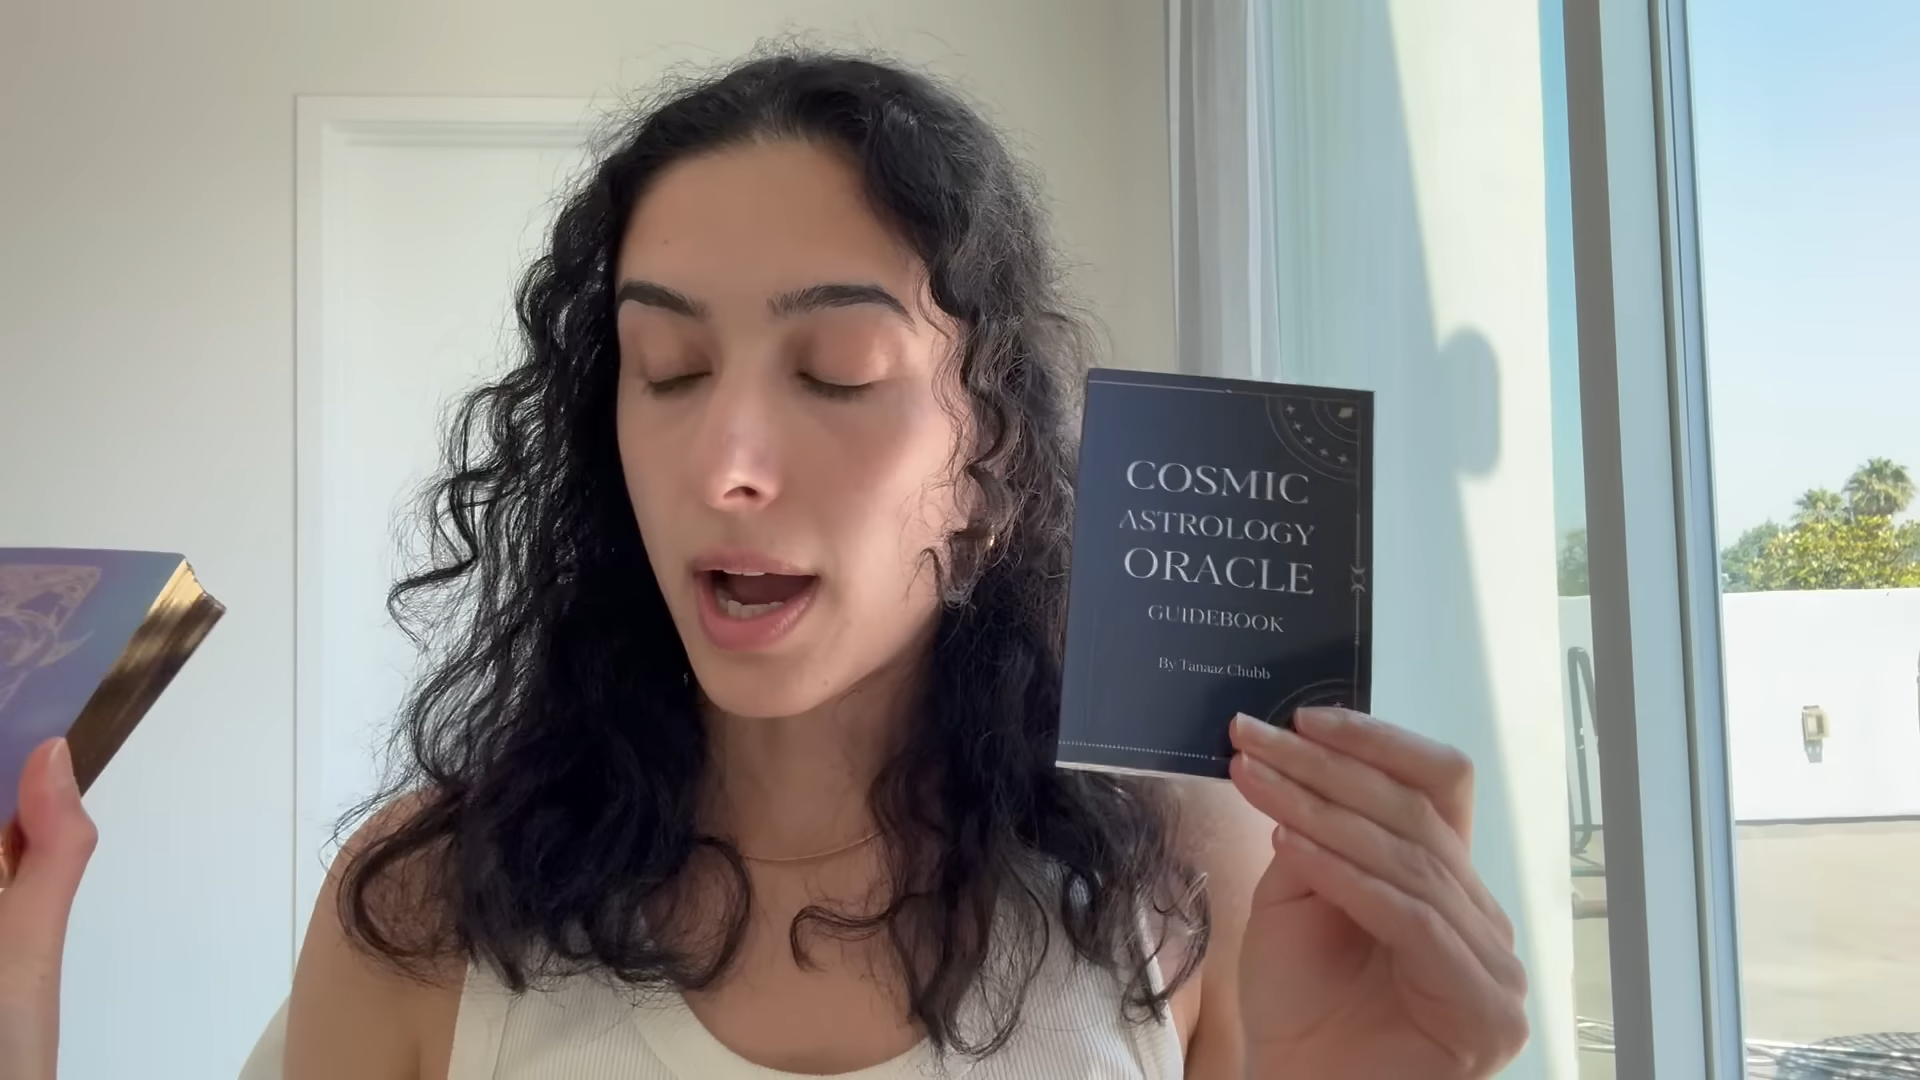 COSMIC
ASTROLOGY
ORACLE
GUIDEBOOK
By Tanaaz Chubb